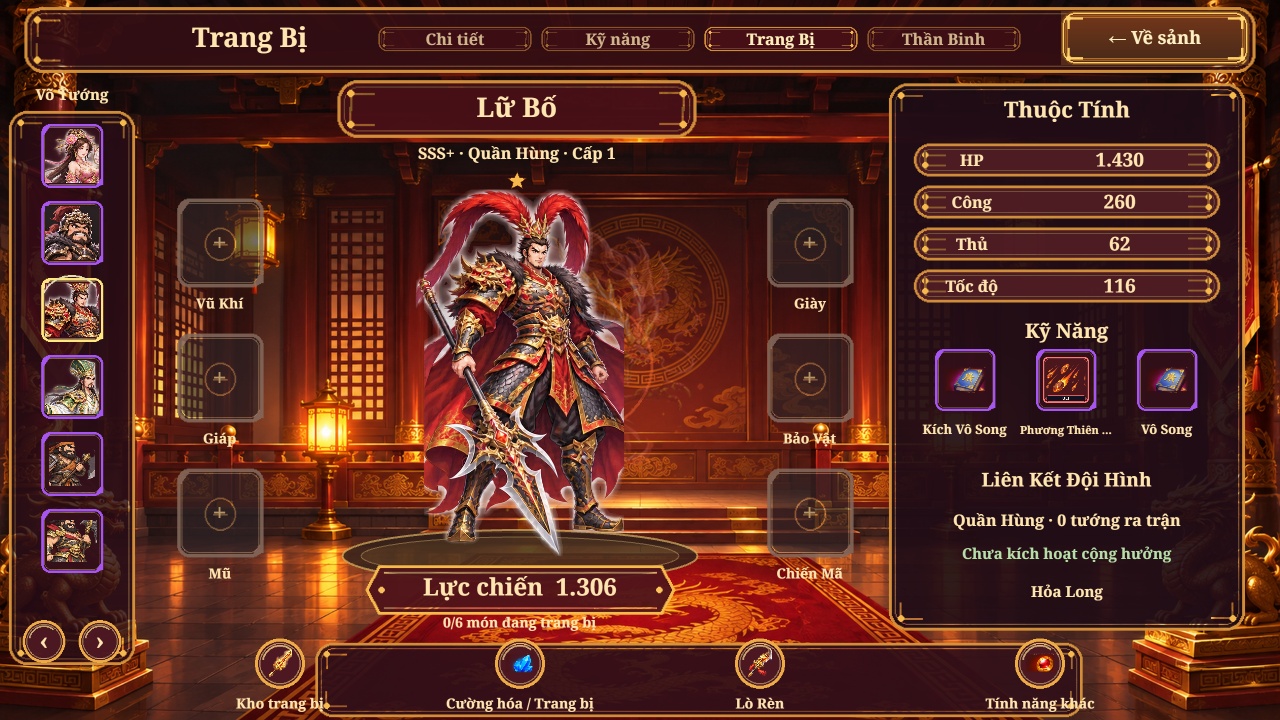 Trang Bị
Chi tiết
Kỹ năng
Trang Bị
Thần Binh
← Về sảnh
Võ Tướng
Lữ Bố
SSS+ · Quần Hùng · Cấp 1
Vũ Khí
Giáp
Mũ
Giày
Bảo Vật
Chiến Mã
Lực chiến 1.306
0/6 món đang trang bị
Thuộc Tính
HP 1.430
Công 260
Thủ 62
Tốc độ 116
Kỹ Năng
Kích Vô Song
Phương Thiên ...
Vô Song
Liên Kết Đội Hình
Quần Hùng · 0 tướng ra trận
Chưa kích hoạt cộng hưởng
Hỏa Long
‹ ›
Kho trang bị
Cường hóa / Trang bị
Lò Rèn
Tính năng khác